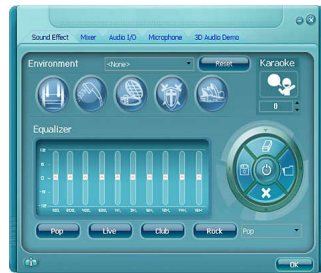 Sound Effect Mixer Audio I/O Microphone 3D Audio Demo
Environment <None> Reset Karaoke
0
Equalizer
Pop Live Club Rock Pop
OK